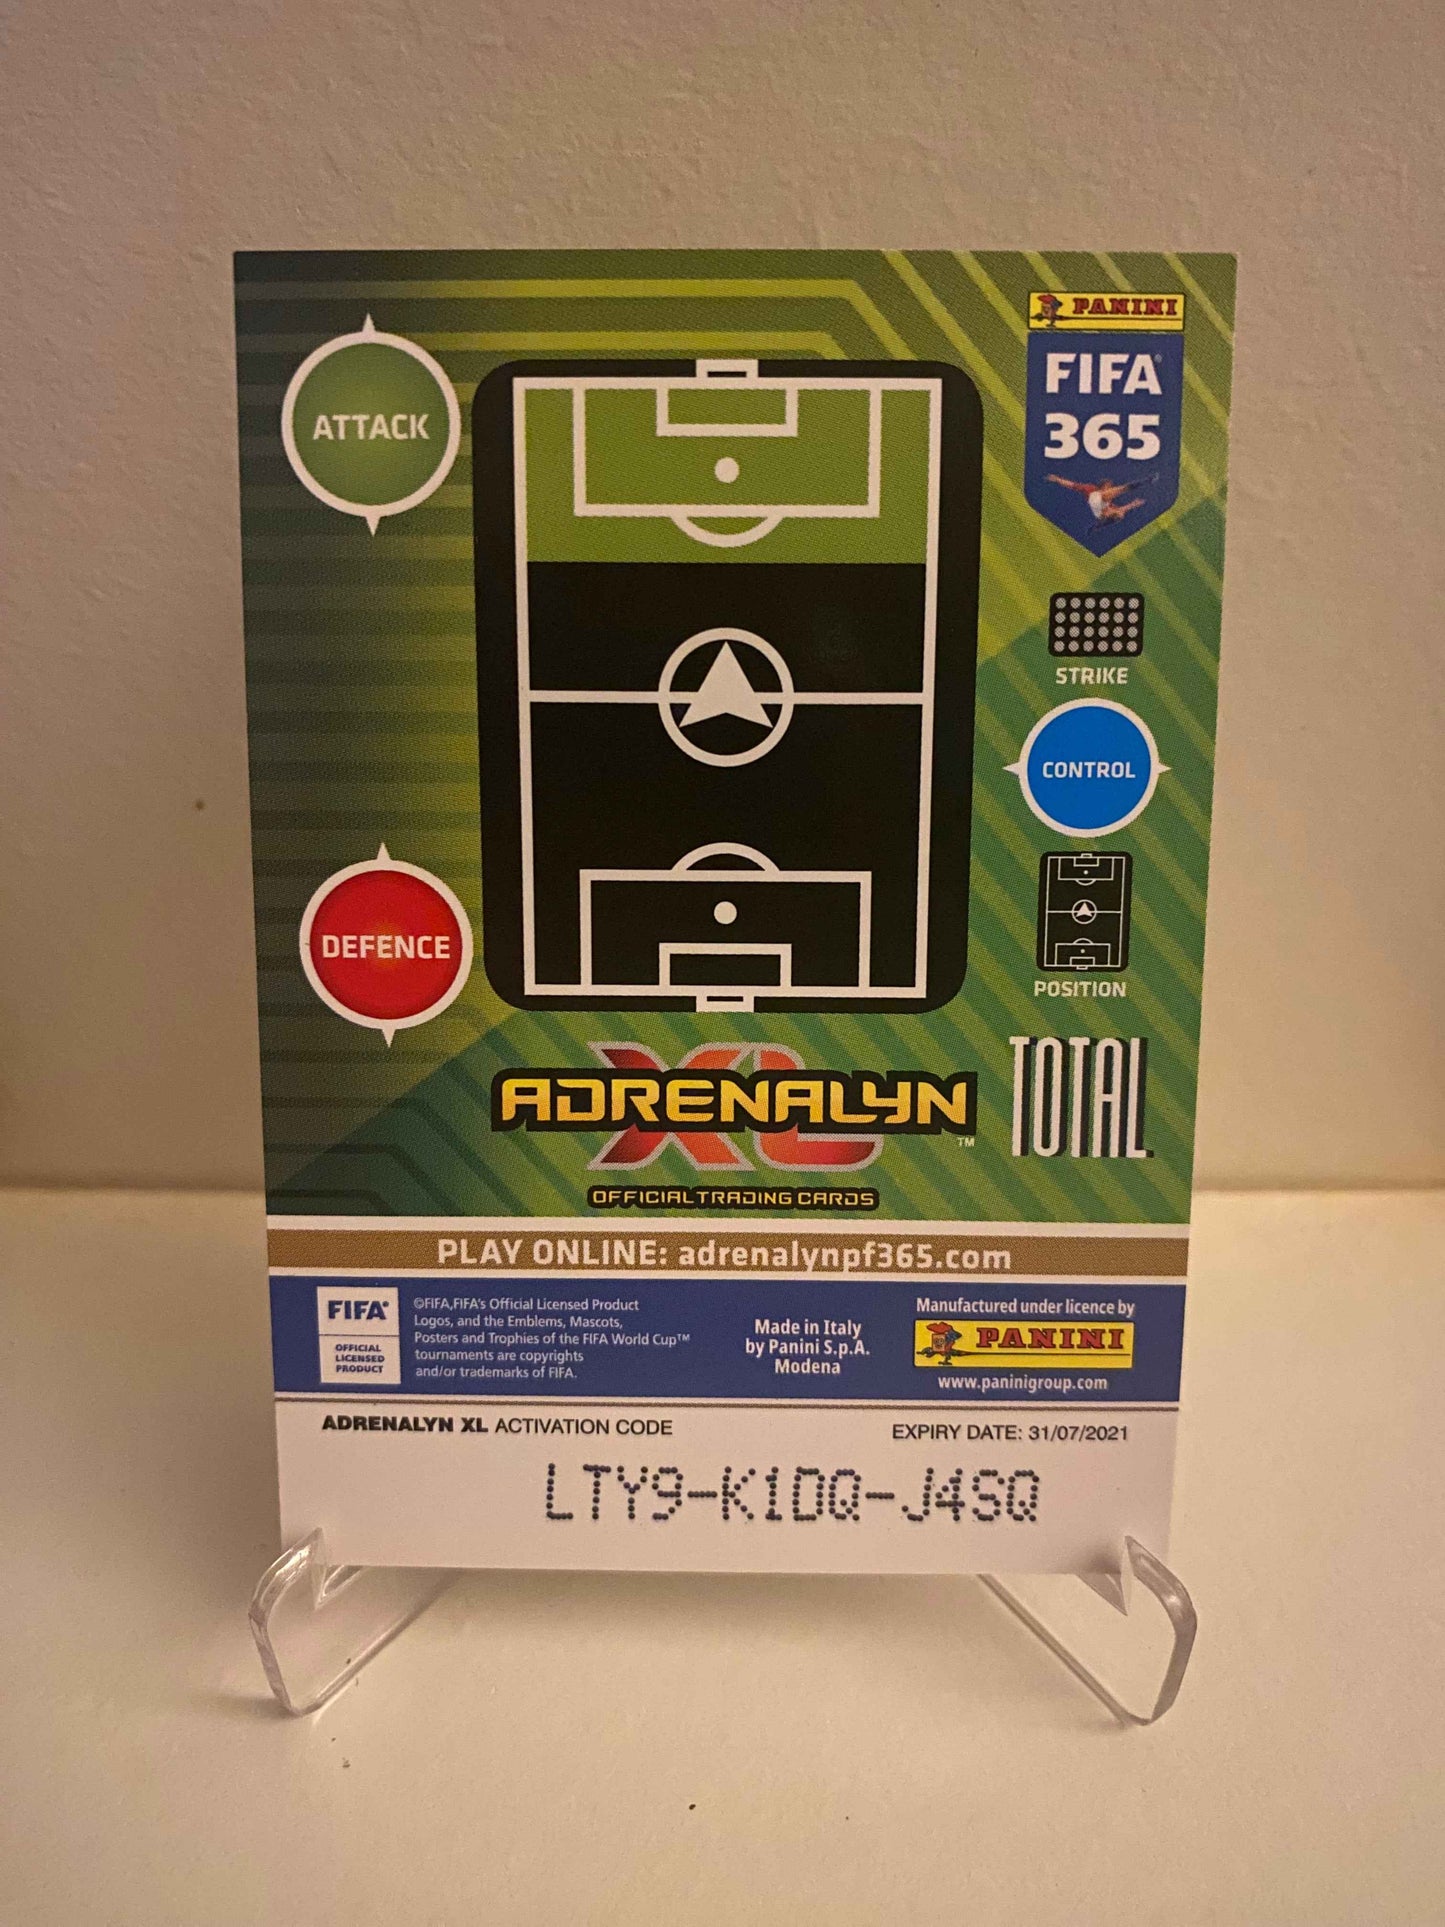 PANINI
FIFA
365
ATTACK
STRIKE
CONTROL
DEFENCE
POSITION
TOTAL
ADRENALYN XL™
OFFICIAL TRADING CARDS
PLAY ONLINE: adrenalynpf365.com
FIFA®
OFFICIAL
LICENSED
PRODUCT
©FIFA,FIFA's Official Licensed Product
Logos, and the Emblems, Mascots,
Posters and Trophies of the FIFA World Cup™
tournaments are copyrights
and/or trademarks of FIFA.
Made in Italy
by Panini S.p.A.
Modena
Manufactured under licence by
PANINI
www.paninigroup.com
ADRENALYN XL ACTIVATION CODE
EXPIRY DATE: 31/07/2021
LTY9-K1DQ-J4SQ